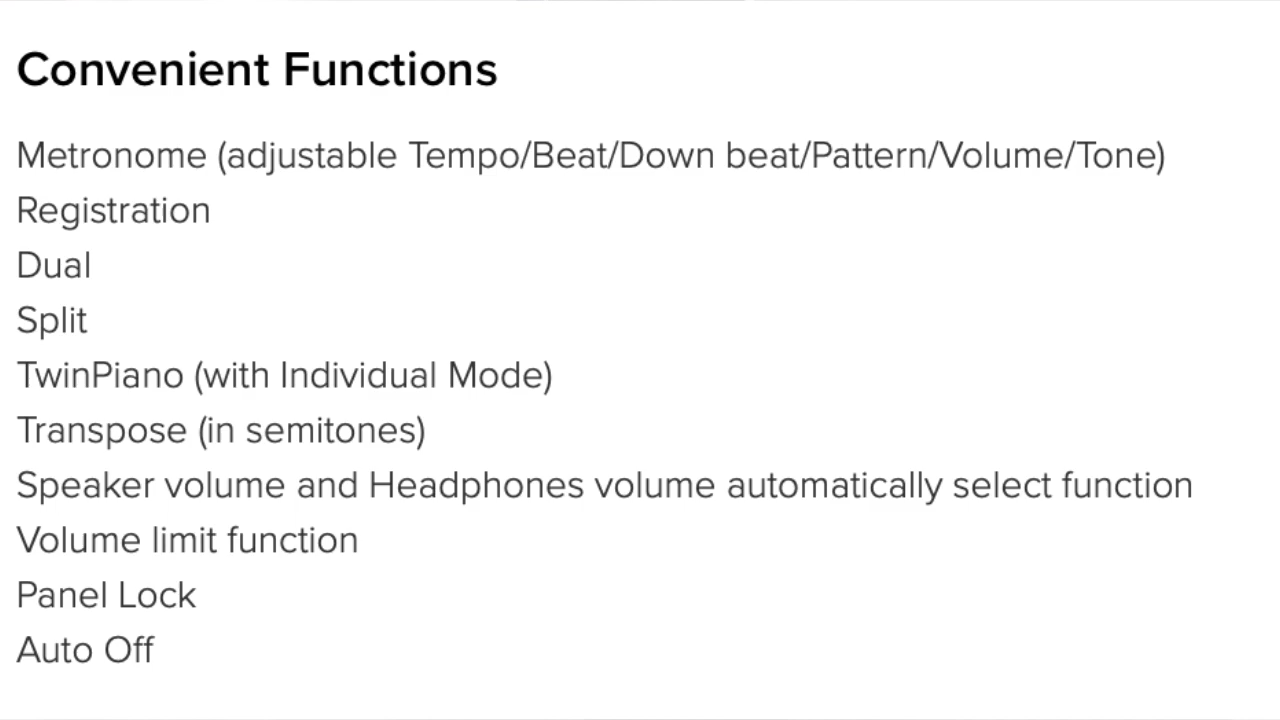 Convenient Functions
Metronome (adjustable Tempo/Beat/Down beat/Pattern/Volume/Tone)
Registration
Dual
Split
TwinPiano (with Individual Mode)
Transpose (in semitones)
Speaker volume and Headphones volume automatically select function
Volume limit function
Panel Lock
Auto Off